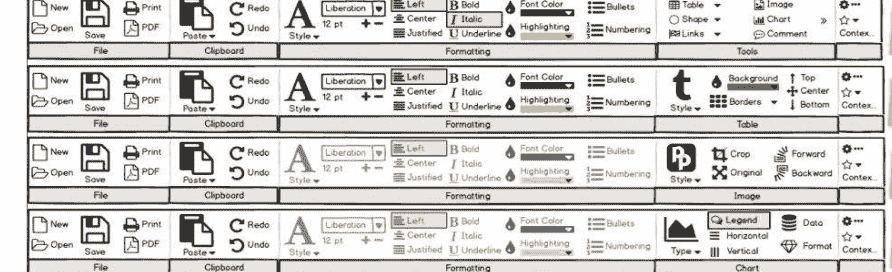 New Print Redo Liberation Left Font Color Bullets Table Image
12 pt Center Italic Shape Chart
Open Save PDF Paste Undo Style Justified Underline Highlighting Numbering Links Comment Contex..
File Clipboard Formatting Tools
New Print Redo Liberation Left Bold Font Color Bullets Background Top
12 pt Center Italic Center
Open Save PDF Paste Undo Style Justified Underline Highlighting Numbering Style Borders Bottom Contex..
File Clipboard Formatting Table
New Print Redo Liberation Left Bold Font Color Bullets Crop Forward
12 pt Center Italic
Open Save PDF Paste Undo Style Justified Underline Highlighting Numbering Style Original Backward Contex..
File Clipboard Formatting Image
New Print Redo Liberation Left Bold Font Color Bullets Legend Data
12 pt Center Italic Horizontal
Open Save PDF Paste Undo Style Justified Underline Highlighting Numbering Type Vertical Format Contex..
File Clipboard Formatting Chart